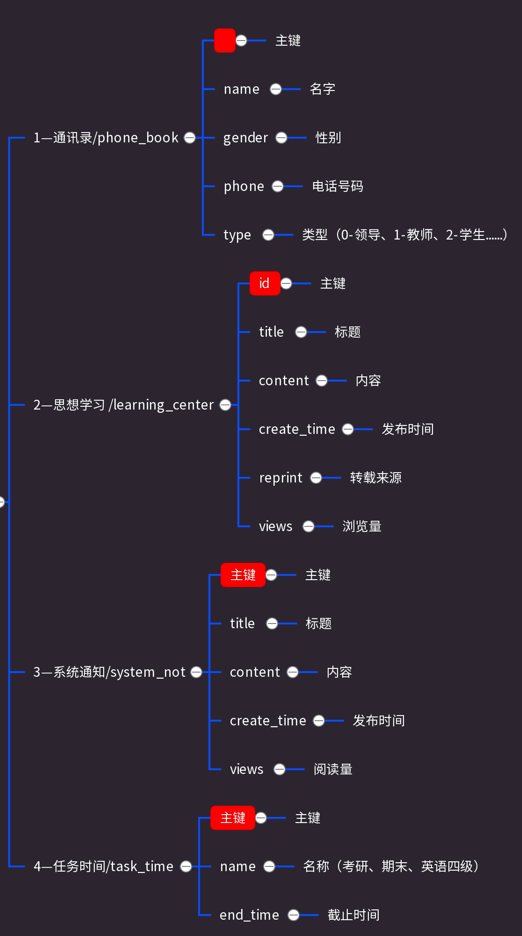 主键
name 名字
1—通讯录/phone_book gender 性别
phone 电话号码
type 类型（0-领导、1-教师、2-学生......）
id 主键
title 标题
content 内容
2—思想学习 /learning_center
create_time 发布时间
reprint 转载来源
views 浏览量
主键 主键
title 标题
3—系统通知/system_not content 内容
create_time 发布时间
views 阅读量
主键 主键
4—任务时间/task_time name 名称（考研、期末、英语四级）
end_time 截止时间